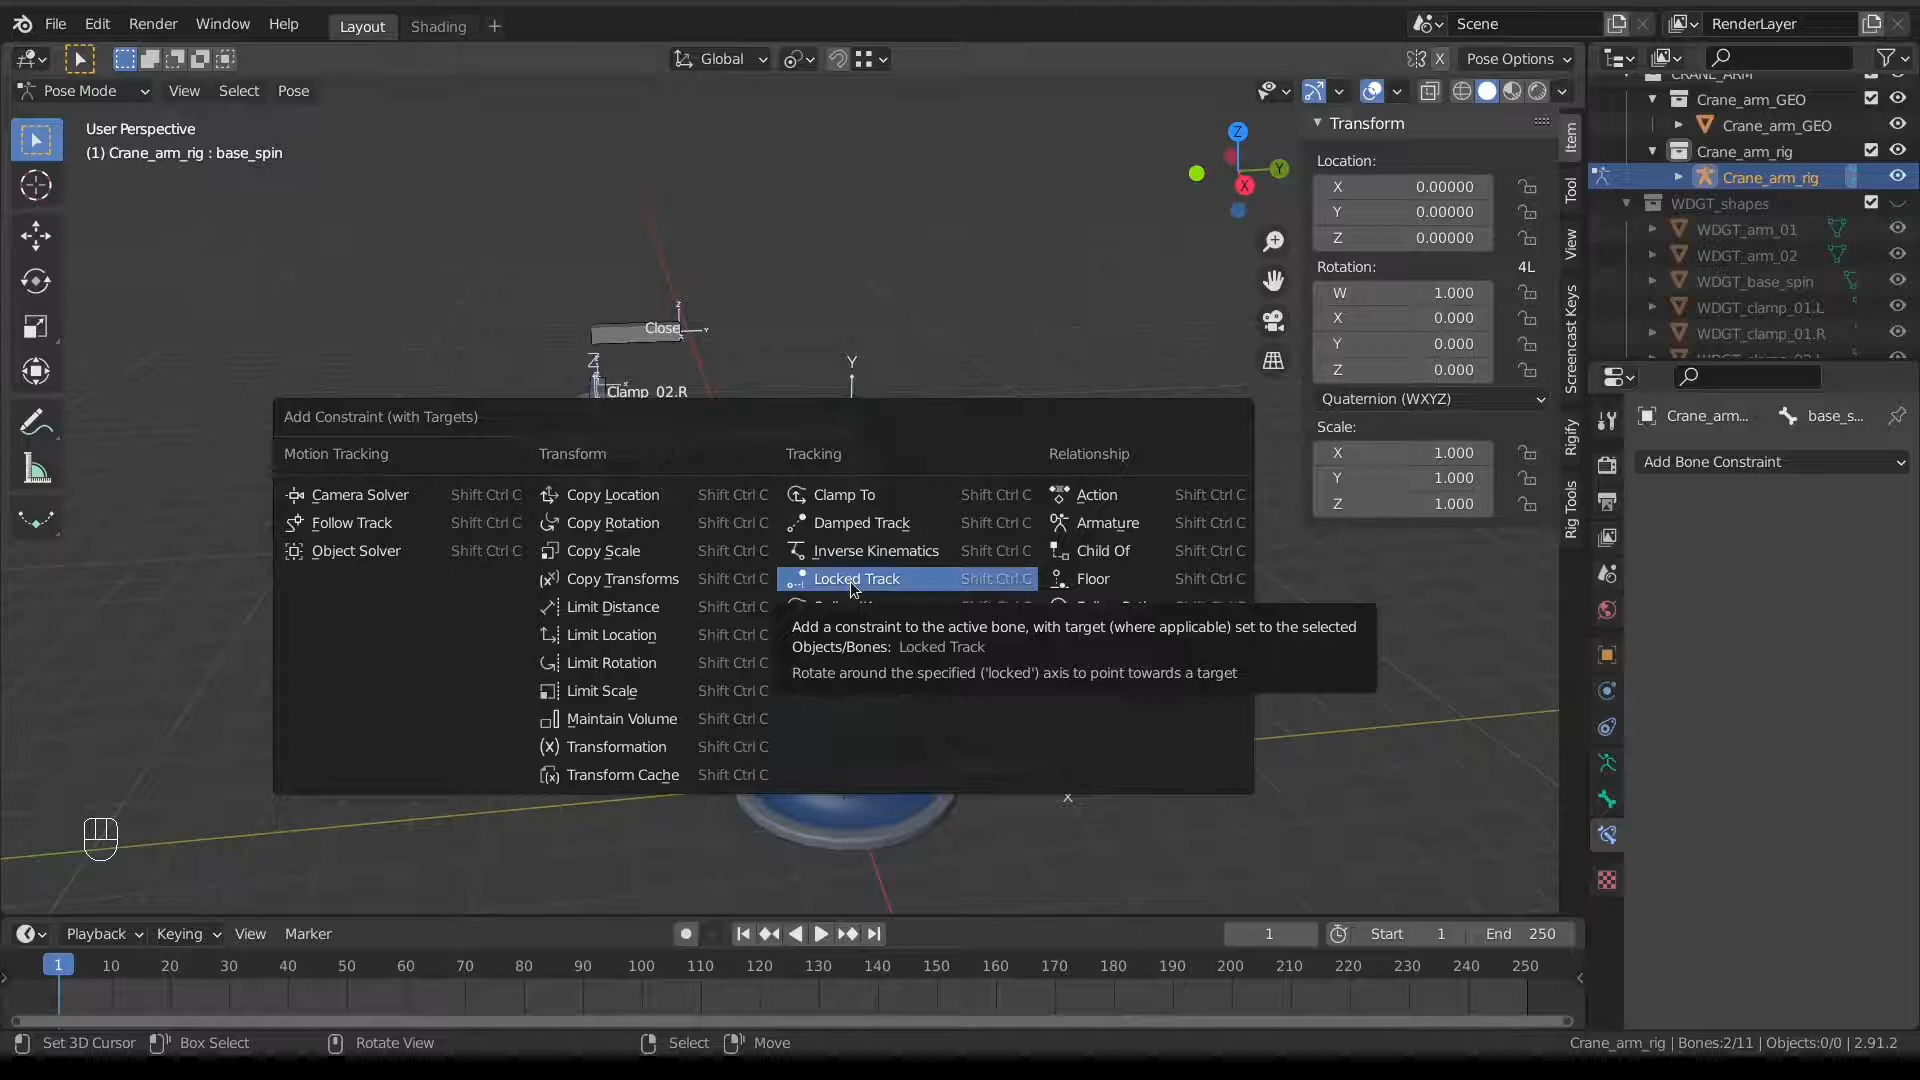 File Edit Render Window Help Layout Shading + Scene RenderLayer
Global Pose Options
X
Pose Mode View Select Pose
User Perspective
(1) Crane_arm_rig : base_spin
Transform
Location:
X 0.00000
Y 0.00000
Z 0.00000
Rotation: 4L
W 1.000
X 0.000
Y 0.000
Z 0.000
Quaternion (WXYZ)
Scale:
X 1.000
Y 1.000
Z 1.000
Item
Tool
View
Screencast Keys
Rigify
Rig Tools
Z
Y
X
CRANE_ARM
Crane_arm_GEO
Crane_arm_GEO
Crane_arm_rig
Crane_arm_rig
WDGT_shapes
WDGT_arm_01
WDGT_arm_02
WDGT_base_spin
WDGT_clamp_01.L
WDGT_clamp_01.R
Crane_arm... base_s...
Add Bone Constraint
Close
Z
Y
Clamp_02.R
X
Add Constraint (with Targets)
Motion Tracking
Camera Solver Shift Ctrl C
Follow Track Shift Ctrl C
Object Solver Shift Ctrl C
Transform
Copy Location Shift Ctrl C
Copy Rotation Shift Ctrl C
Copy Scale Shift Ctrl C
Copy Transforms Shift Ctrl C
Limit Distance Shift Ctrl C
Limit Location Shift Ctrl C
Limit Rotation Shift Ctrl C
Limit Scale Shift Ctrl C
Maintain Volume Shift Ctrl C
Transformation Shift Ctrl C
Transform Cache Shift Ctrl C
Tracking
Clamp To Shift Ctrl C
Damped Track Shift Ctrl C
Inverse Kinematics Shift Ctrl C
Locked Track Shift Ctrl C
Relationship
Action Shift Ctrl C
Armature Shift Ctrl C
Child Of Shift Ctrl C
Floor Shift Ctrl C
Add a constraint to the active bone, with target (where applicable) set to the selected
Objects/Bones: Locked Track
Rotate around the specified ('locked') axis to point towards a target
Playback Keying View Marker 1 Start 1 End 250
1 10 20 30 40 50 60 70 80 90 100 110 120 130 140 150 160 170 180 190 200 210 220 230 240 250
Set 3D Cursor Box Select Rotate View Select Move Crane_arm_rig | Bones:2/11 | Objects:0/0 | 2.91.2